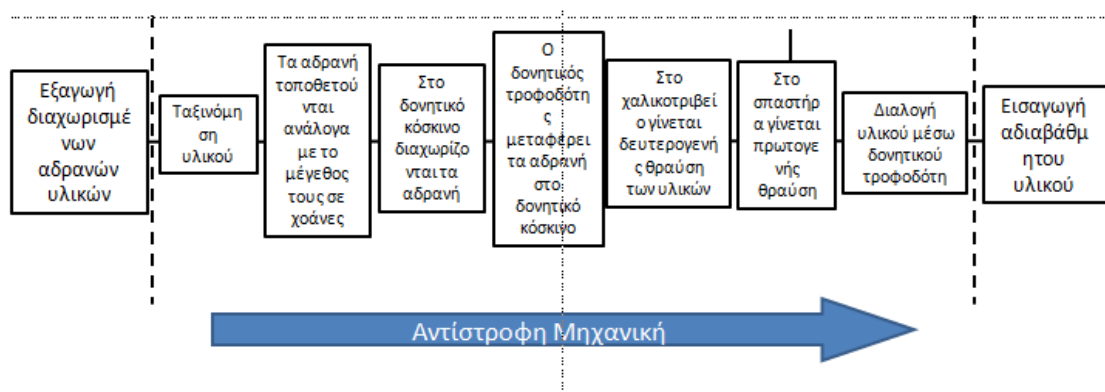 Εξαγωγή
διαχωρισμέ
νων
αδρανών
υλικών
Ταξινόμη
ση υλικού
Τα αδρανή
τοποθετού
νται
ανάλογα
με το
μέγεθος
τους σε
χοάνες
Στο
δονητικό
κόσκινο
διαχωρίζο
νται τα
αδρανή
Ο
δονητικός
τροφοδότη
ς
μεταφέρει
τα αδρανή
στο
δονητικό
κόσκινο
Στο
χαλικοτριβεί
ο γίνεται
δευτερογενή
ς θραύση
των υλικών
Στο
σπαστήρ
α γίνεται
πρωτογε
νής
θραύση
Διαλογή
υλικού μέσω
δονητικού
τροφοδότη
Εισαγωγή
αδιαβάθμ
ητου
υλικού
Αντίστροφη Μηχανική